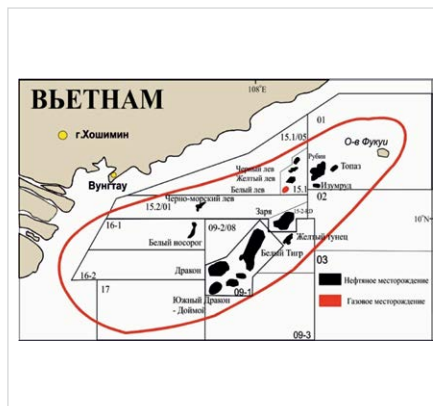 108°E
ВЬЕТНАМ
01
15.1/05
г.Хошимин
О-в Фукуи
Рубин
Черный лев
Топаз
Желтый лев
Вунгтау
Белый лев
15.1
Изумруд
Черно-морский лев
02
15.2/01
Заря
10°N
16-1
09-2/08
Желтый тунец
Белый носорог
Белый Тигр
03
Дракон
16-2
Нефтяное месторождение
17
Южный Дракон
- Доймой
09-1
Газовое месторождение
09-3